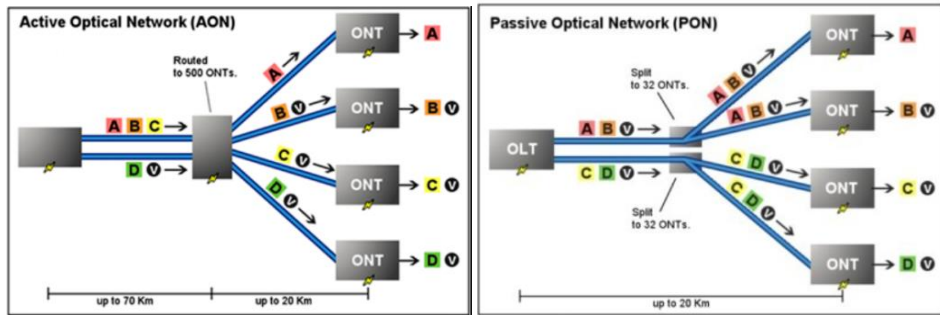 Active Optical Network (AON)
Routed
to 500 ONTs.
A B C
D V
A
B V
C V
D V
ONT A
ONT B V
ONT C V
ONT D V
up to 70 Km
up to 20 Km
Passive Optical Network (PON)
OLT
Split
to 32 ONTs.
A B V
C D V
Split
to 32 ONTs.
A B V
A B V
C D V
C D V
ONT A
ONT B V
ONT C V
ONT D V
up to 20 Km